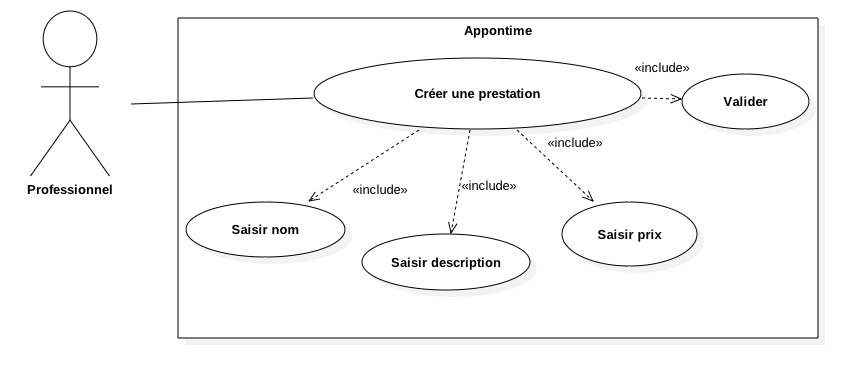 Appontime
«include»
Créer une prestation
Valider
«include»
Professionnel
«include»
«include»
Saisir nom
Saisir prix
Saisir description